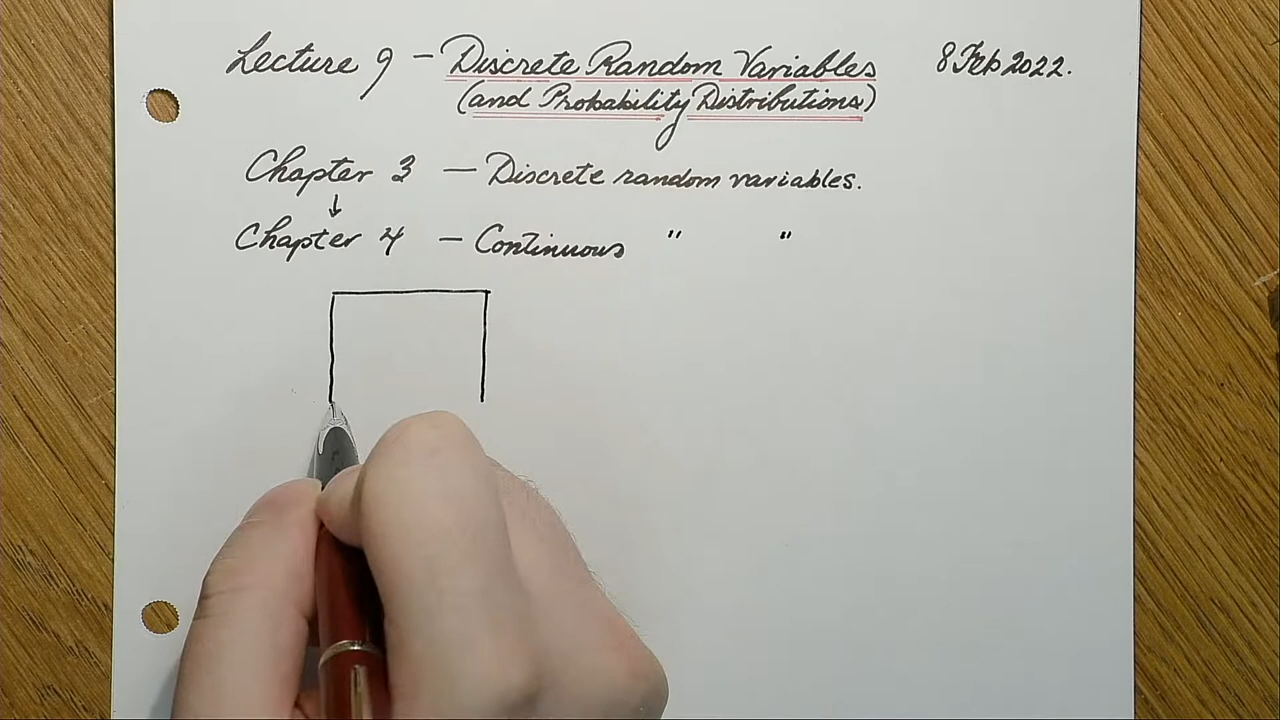 Lecture 9 – Discrete Random Variables 8 Feb 2022.
(and Probability Distributions)
Chapter 3 — Discrete random variables.
↓
Chapter 4 — Continuous " "